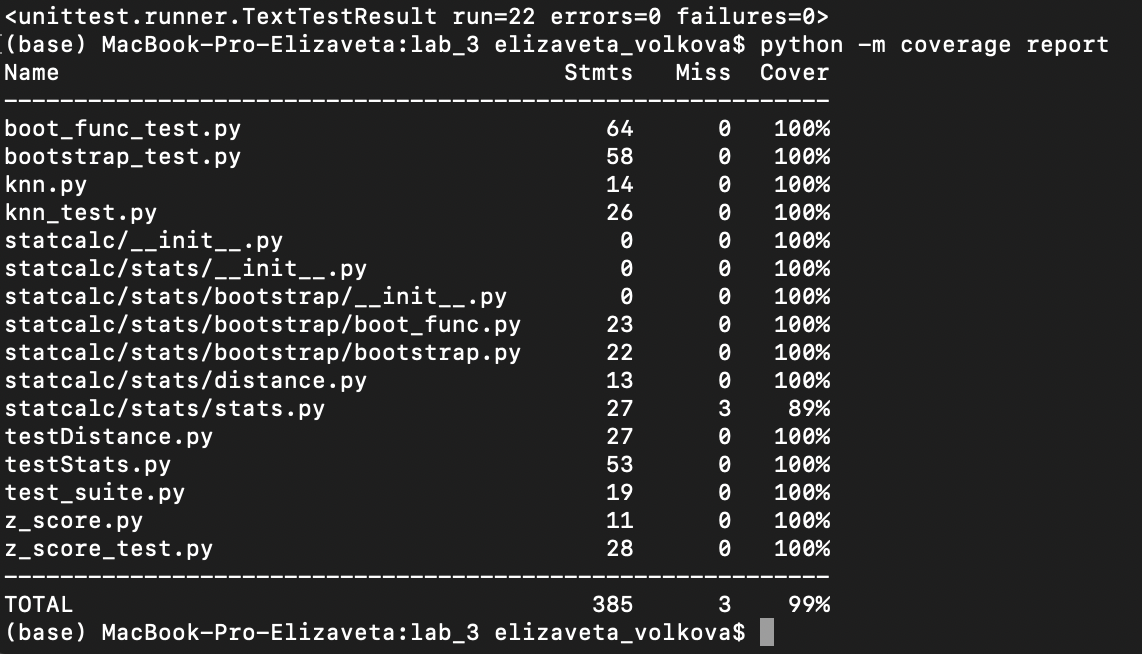 <unittest.runner.TextTestResult run=22 errors=0 failures=0>
(base) MacBook-Pro-Elizaveta:lab_3 elizaveta_volkova$ python -m coverage report
Name                                    Stmts   Miss  Cover
-----------------------------------------------------------
boot_func_test.py                          64      0   100%
bootstrap_test.py                          58      0   100%
knn.py                                     14      0   100%
knn_test.py                                26      0   100%
statcalc/__init__.py                        0      0   100%
statcalc/stats/__init__.py                  0      0   100%
statcalc/stats/bootstrap/__init__.py        0      0   100%
statcalc/stats/bootstrap/boot_func.py      23      0   100%
statcalc/stats/bootstrap/bootstrap.py      22      0   100%
statcalc/stats/distance.py                 13      0   100%
statcalc/stats/stats.py                    27      3    89%
testDistance.py                            27      0   100%
testStats.py                               53      0   100%
test_suite.py                              19      0   100%
z_score.py                                 11      0   100%
z_score_test.py                            28      0   100%
-----------------------------------------------------------
TOTAL                                     385      3    99%
(base) MacBook-Pro-Elizaveta:lab_3 elizaveta_volkova$